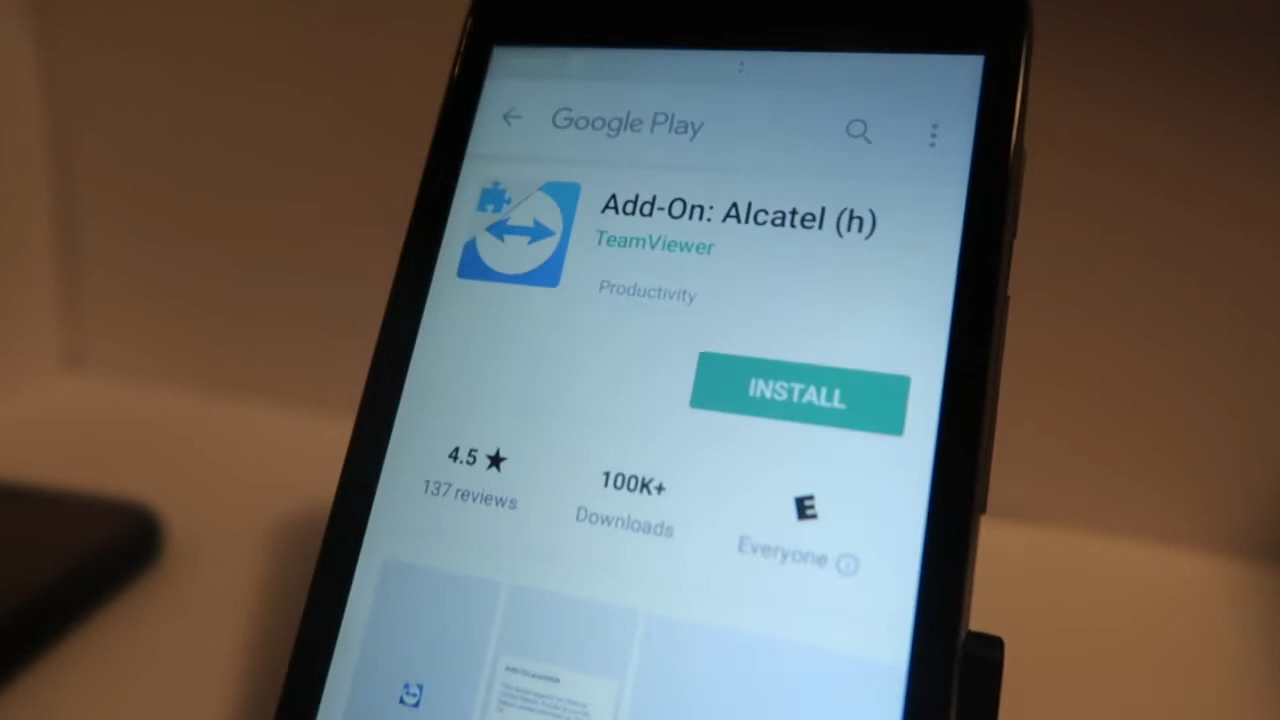 Google Play
Add-On: Alcatel (h)
TeamViewer
Productivity
INSTALL
4.5 ★
137 reviews
100K+
Downloads
E
Everyone